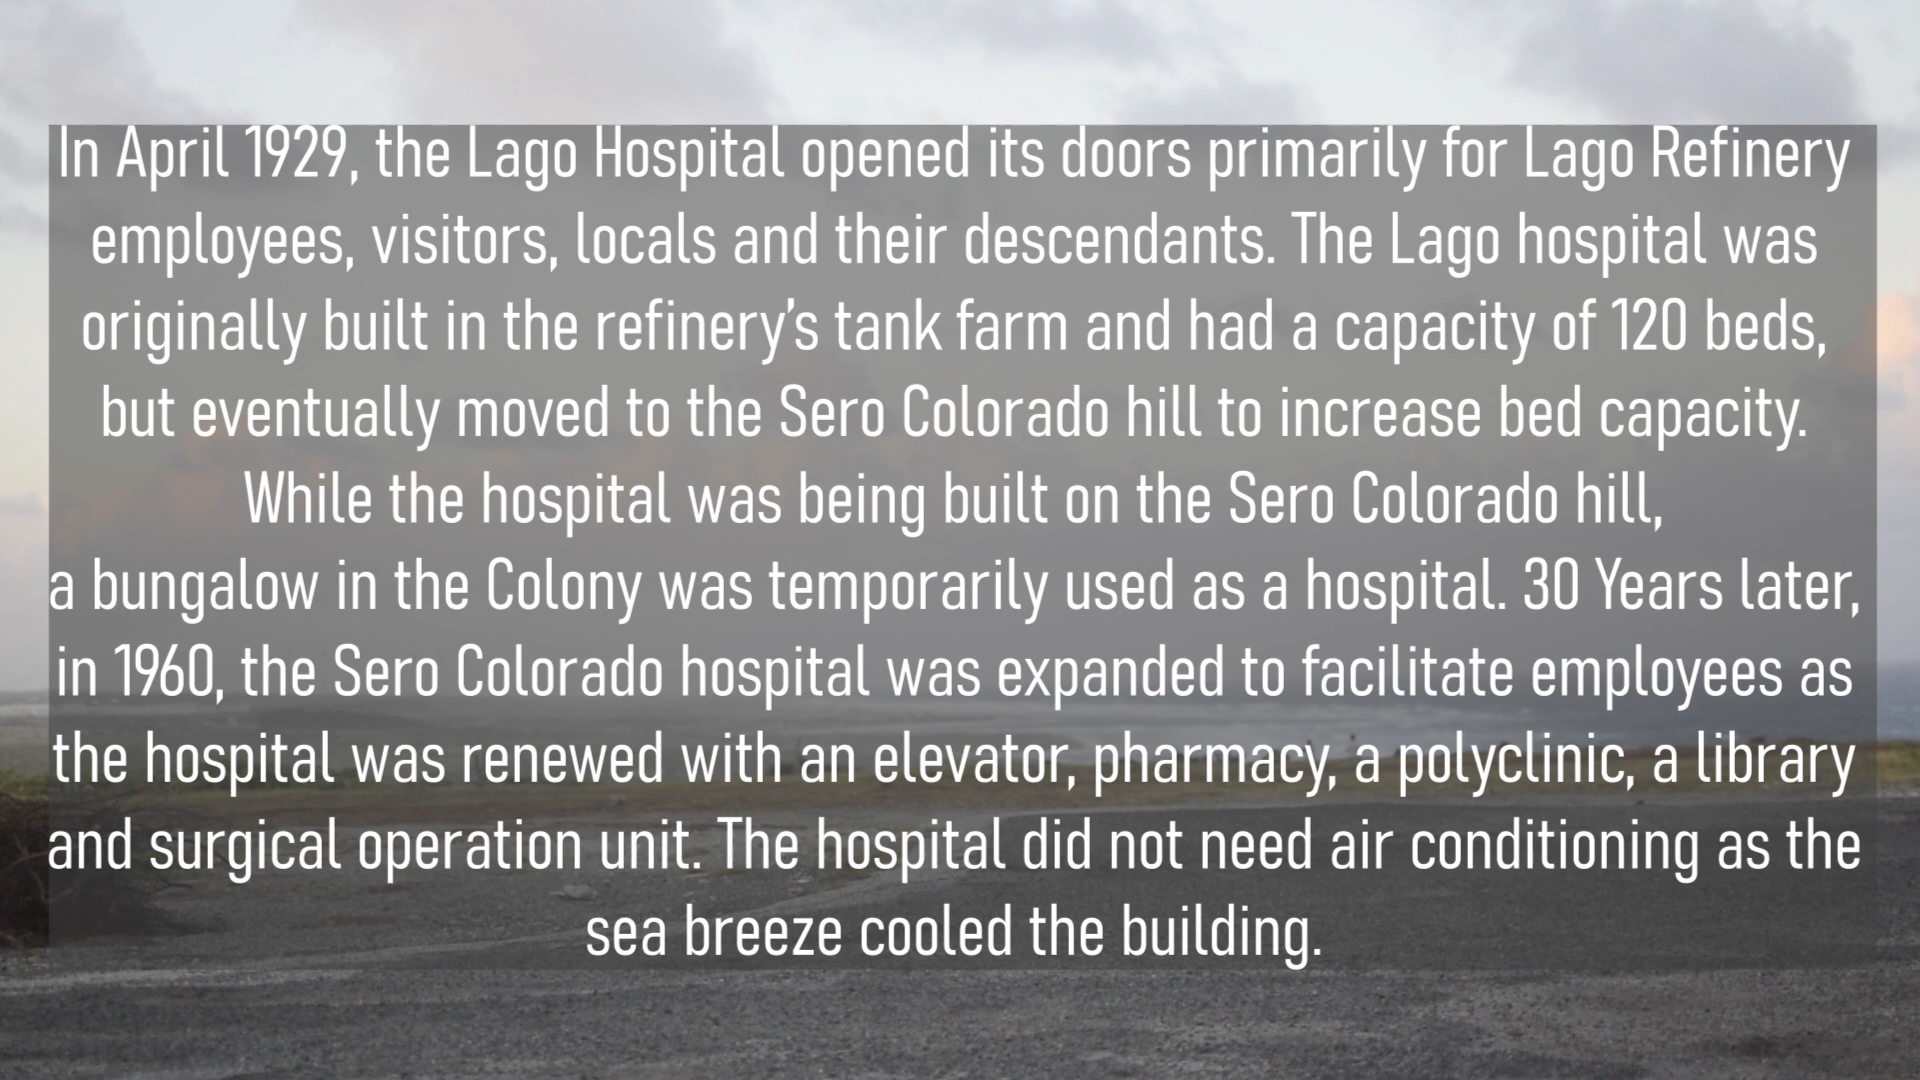 In April 1929, the Lago Hospital opened its doors primarily for Lago Refinery
employees, visitors, locals and their descendants. The Lago hospital was
originally built in the refinery’s tank farm and had a capacity of 120 beds,
but eventually moved to the Sero Colorado hill to increase bed capacity.
While the hospital was being built on the Sero Colorado hill,
a bungalow in the Colony was temporarily used as a hospital. 30 Years later,
in 1960, the Sero Colorado hospital was expanded to facilitate employees as
the hospital was renewed with an elevator, pharmacy, a polyclinic, a library
and surgical operation unit. The hospital did not need air conditioning as the
sea breeze cooled the building.